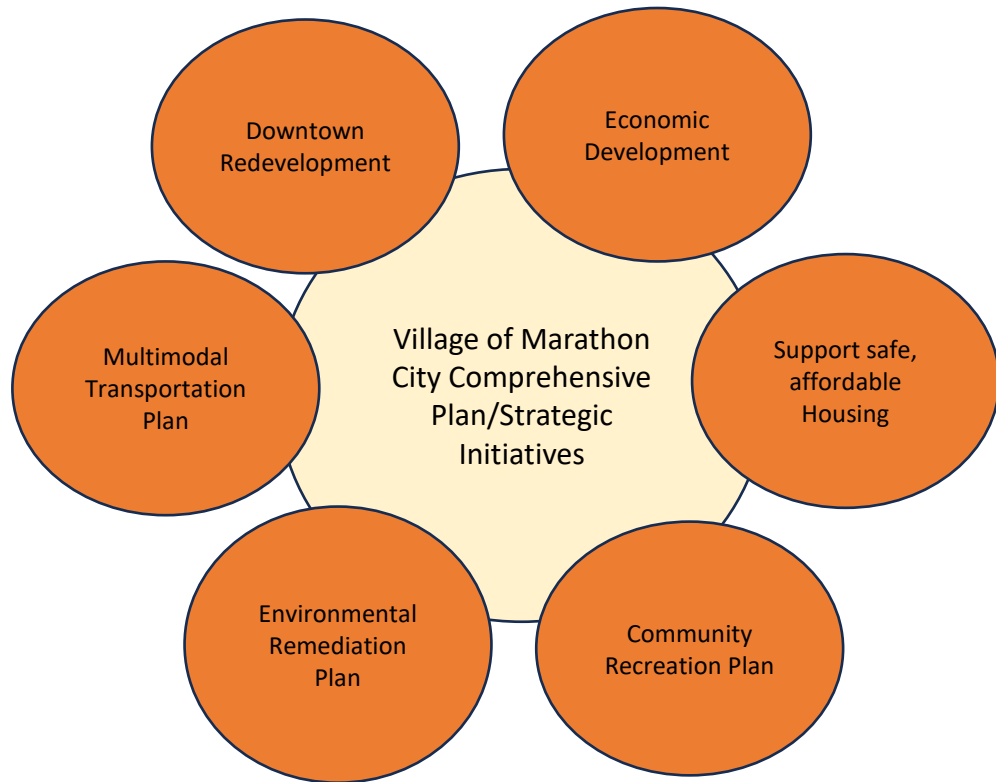 Downtown
Redevelopment
Economic
Development
Multimodal
Transportation
Plan
Village of Marathon
City Comprehensive
Plan/Strategic
Initiatives
Support safe,
affordable
Housing
Environmental
Remediation
Plan
Community
Recreation Plan